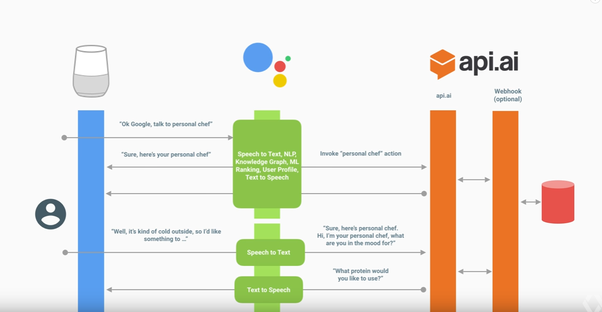 api.ai
api.ai
Webhook
(optional)
"Ok Google, talk to personal chef"
"Sure, here's your personal chef"
Speech to Text, NLP,
Knowledge Graph, ML
Ranking, User Profile,
Text to Speech
Invoke "personal chef" action
"Well, it's kind of cold outside, so I'd like
something to ..."
Speech to Text
"Sure, here's personal chef.
Hi, I'm your personal chef, what
are you in the mood for?"
"What protein would
you like to use?"
Text to Speech